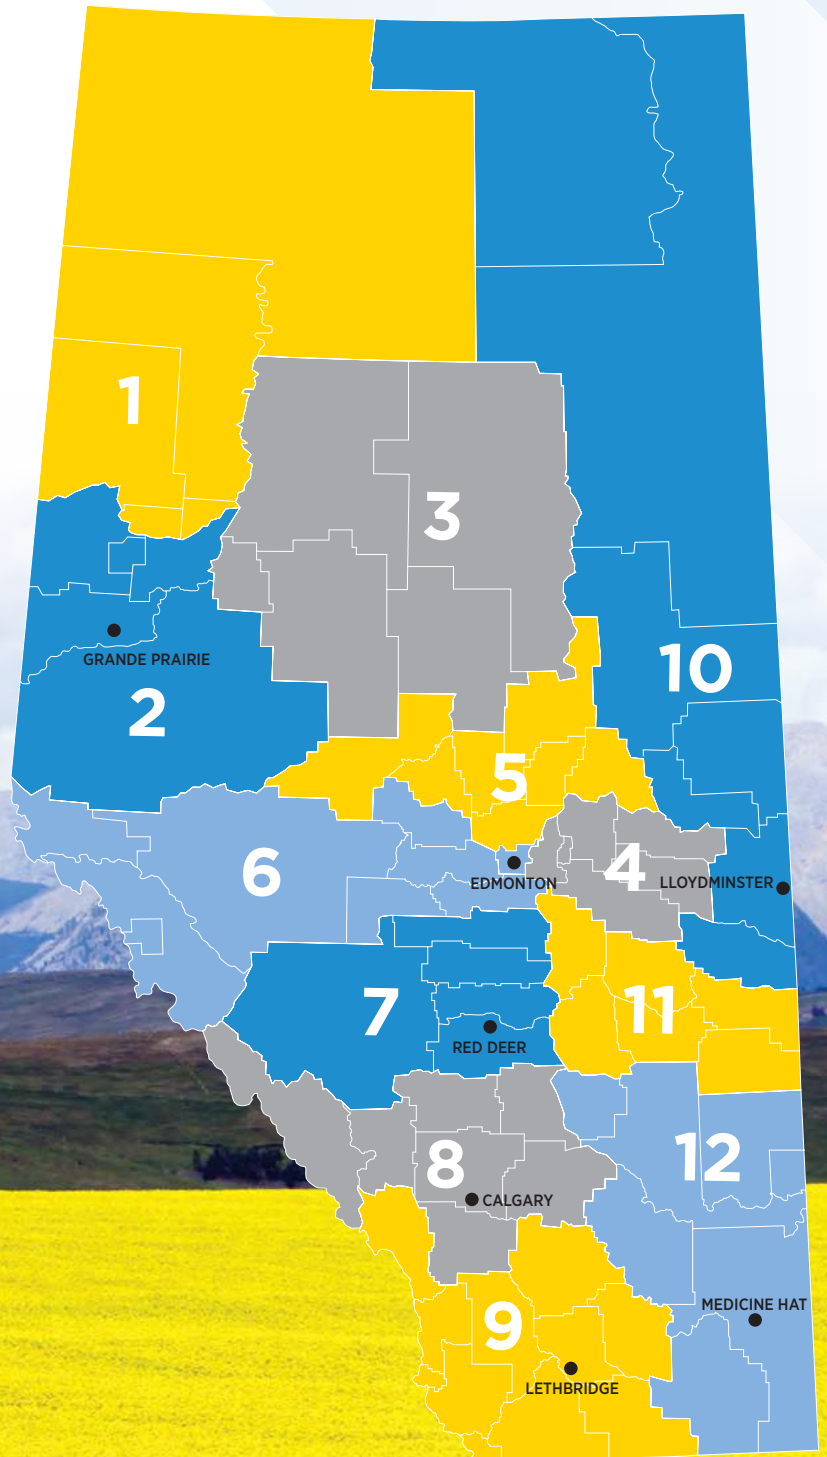 1
3
GRANDE PRAIRIE
10
2
5
6
4
EDMONTON
LLOYDMINSTER
7
11
RED DEER
8
12
CALGARY
MEDICINE HAT
9
LETHBRIDGE